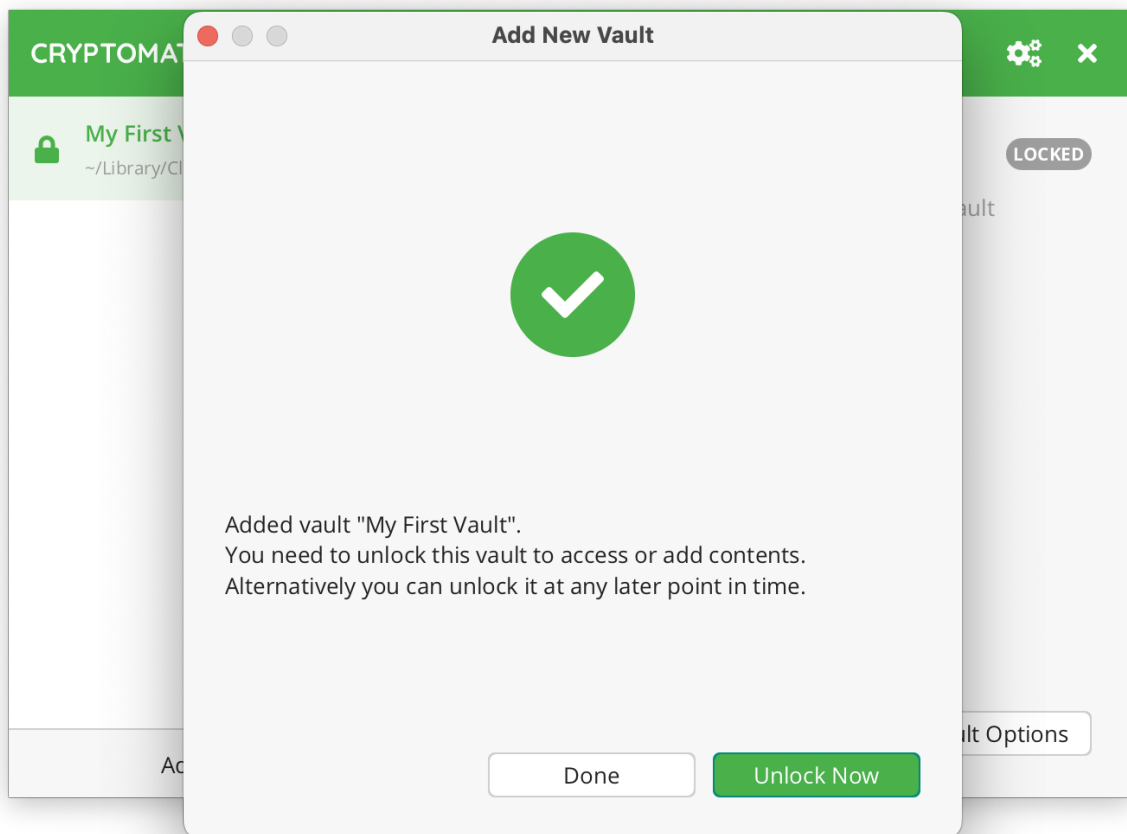 Add New Vault
CRYPTOMAT
My First
~/Library/Cl
LOCKED
ault
Added vault "My First Vault".
You need to unlock this vault to access or add contents.
Alternatively you can unlock it at any later point in time.
ult Options
Ad
Done
Unlock Now